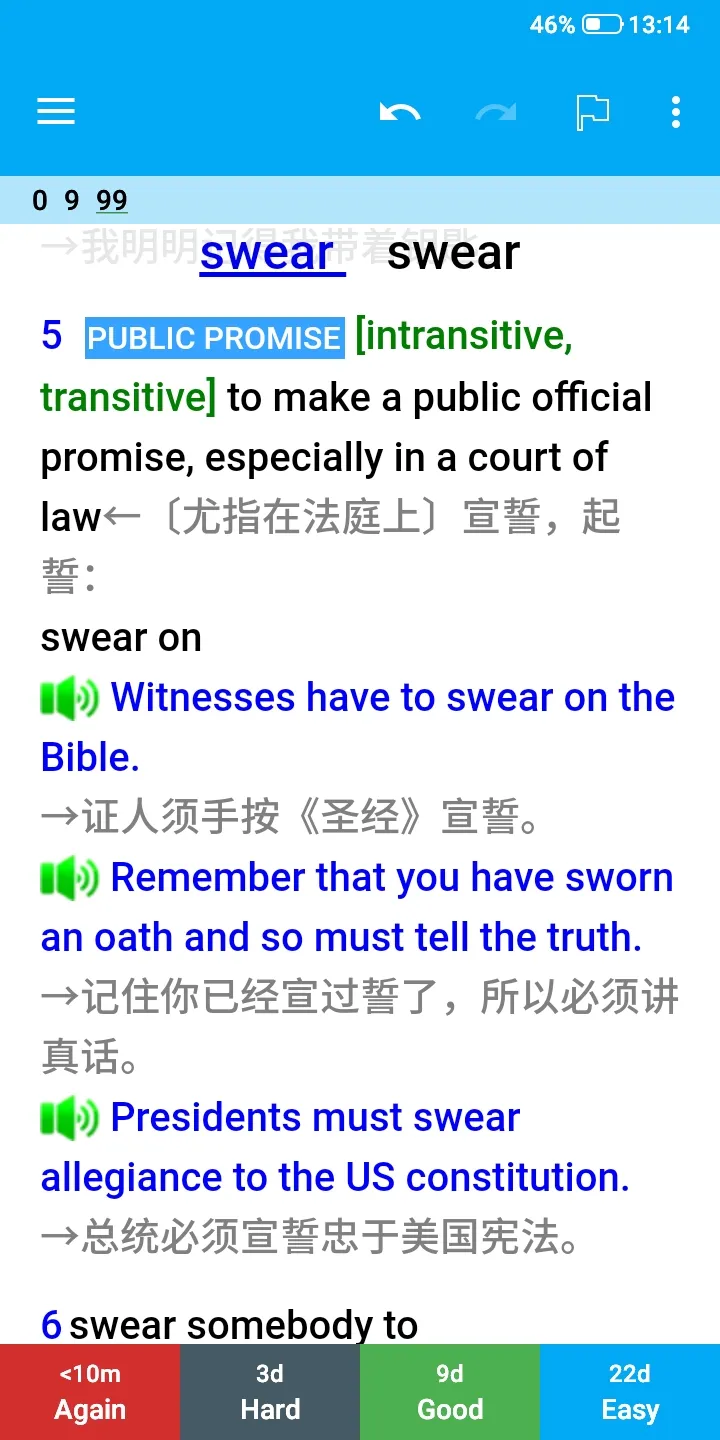 46% 13:14
0 9 99
→我明明记得我带着钥匙
swear swear
5 PUBLIC PROMISE [intransitive,
transitive] to make a public official
promise, especially in a court of
law←〔尤指在法庭上〕宣誓，起
誓：
swear on
Witnesses have to swear on the
Bible.
→证人须手按《圣经》宣誓。
Remember that you have sworn
an oath and so must tell the truth.
→记住你已经宣过誓了，所以必须讲
真话。
Presidents must swear
allegiance to the US constitution.
→总统必须宣誓忠于美国宪法。
6 swear somebody to
<10m 3d 9d 22d
Again Hard Good Easy